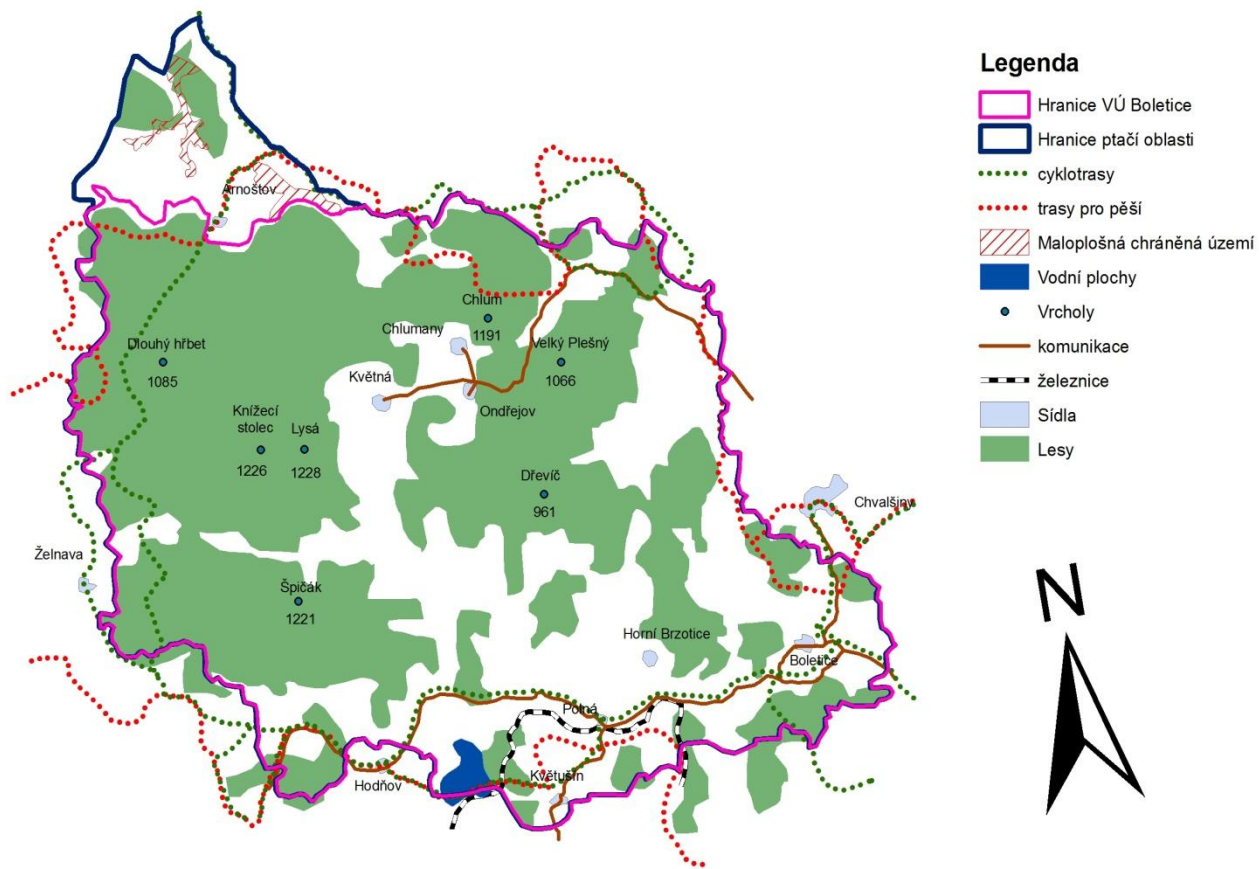 Legenda
Hranice VÚ Boletice
Hranice ptačí oblasti
cyklotrasy
trasy pro pěší
Maloplošná chráněná území
Vodní plochy
Vrcholy
komunikace
železnice
Sídla
Lesy
N
Arnoštov
Chlum
1191
Chlumany
Velký Plešný
1066
Dlouhý hřbet
1085
Květná
Ondřejov
Knížecí
stolec
1226
Lysá
1228
Dřevíč
961
Chvalšiny
Želnava
Špičák
1221
Horní Brzotice
Boletice
Polná
Hodňov
Květušín